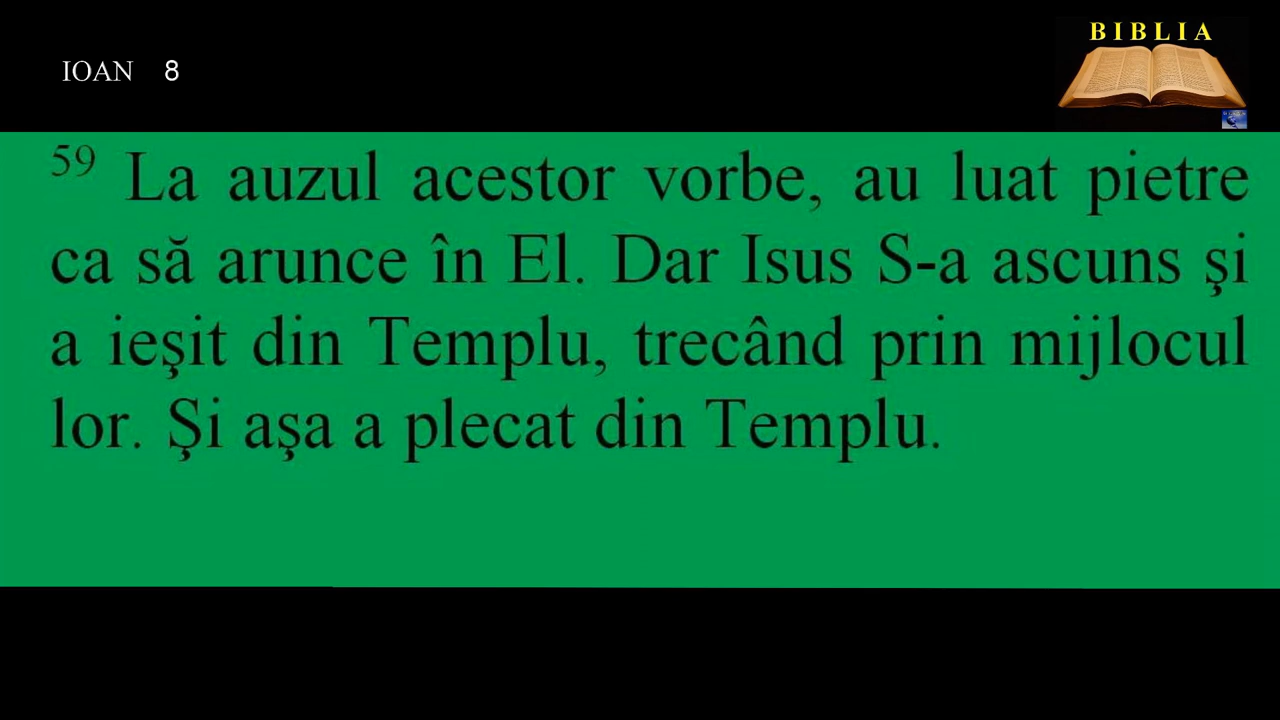 BIBLIA
IOAN 8
59 La auzul acestor vorbe, au luat pietre
ca să arunce în El. Dar Isus S-a ascuns şi
a ieşit din Templu, trecând prin mijlocul
lor. Şi aşa a plecat din Templu.